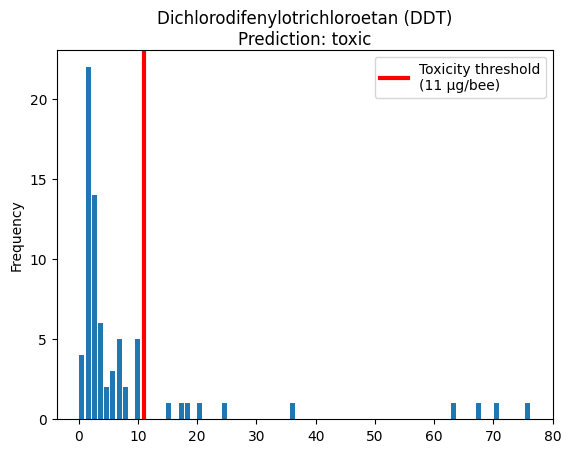 Dichlorodifenylotrichloroetan (DDT)
Prediction: toxic
Toxicity threshold
(11 μg/bee)
Frequency
20
15
10
5
0
0 10 20 30 40 50 60 70 80